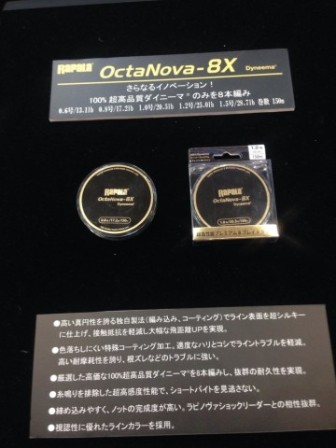 RAPALA OctaNova-8X Dyneema®
さらなるイノベーション！
100%超高品質ダイニーマ®のみを8本編み
0.6号/13.1lb 0.8号/17.2lb 1.0号/20.5lb 1.2号/25.0lb 1.5号/28.7lb 巻数 150m
RAPALA
OctaNova-8X
RAPALA
OctaNova-8X
●高い真円性を誇る独自製法(編み込み、コーティング)でライン表面を超シルキー
に仕上げ、接触抵抗を軽減し大幅な飛距離UPを実現。
●色落ちしにくい特殊コーティング加工。適度なハリとコシでライントラブルを軽減。
高い耐摩耗性を誇り、根ズレなどのトラブルに強い。
●厳選した高価な100%超高品質ダイニーマ®を8本編みし、抜群の耐久性を実現。
●糸鳴りを排除した超高感度性能で、ショートバイトを見逃さない。
●締め込みやすく、ノットの完成度が高い。ラピノヴァショックリーダーとの相性抜群。
●視認性に優れたラインカラーを採用。